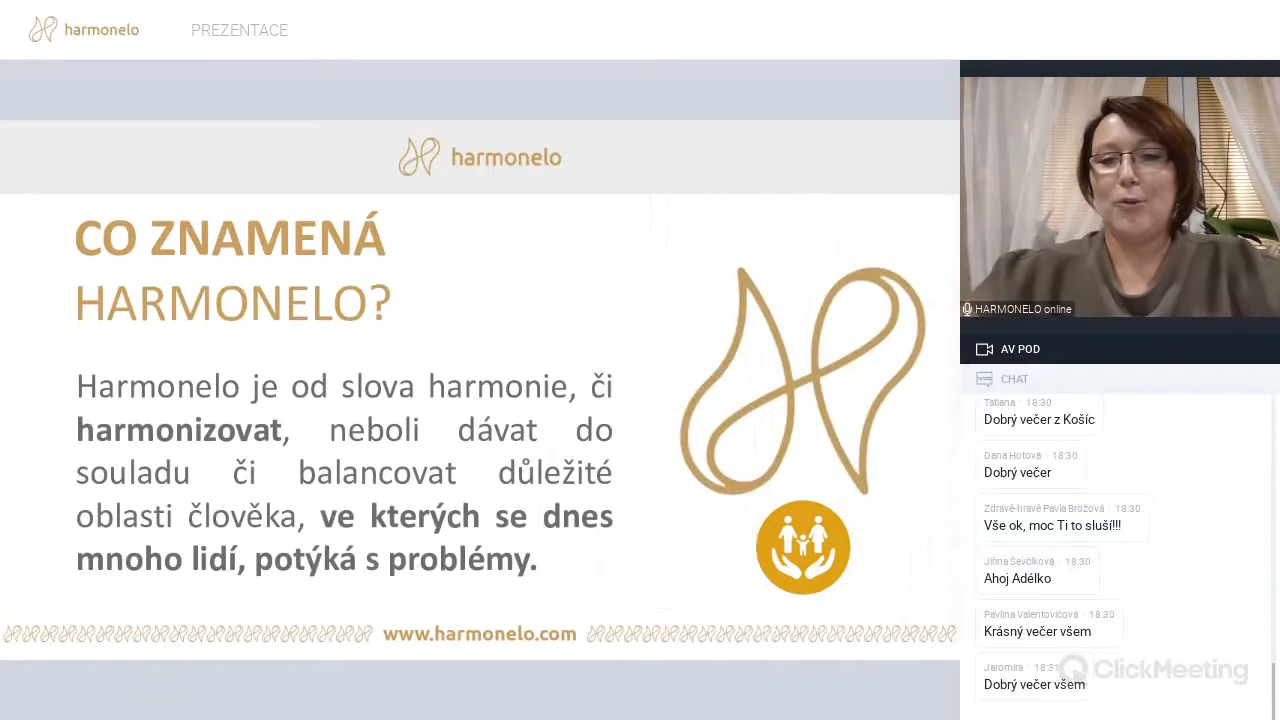 harmonelo
PREZENTACE
harmonelo
CO ZNAMENÁ
HARMONELO?
Harmonelo je od slova harmonie, či
harmonizovat, neboli dávat do
souladu či balancovat důležité
oblasti člověka, ve kterých se dnes
mnoho lidí, potýká s problémy.
www.harmonelo.com
HARMONELO online
AV POD
CHAT
Tatiana 18:30
Dobrý večer z Košíc
Dana Hotová 18:30
Dobrý večer
Zdravě-hravě Pavla Brožová 18:30
Vše ok, moc Ti to sluší!!!
Jiřina Ševčíková 18:30
Ahoj Adélko
Pavlína Valentovičová 18:30
Krásný večer všem
Jaromíra 18:31
Dobrý večer všem
ClickMeeting